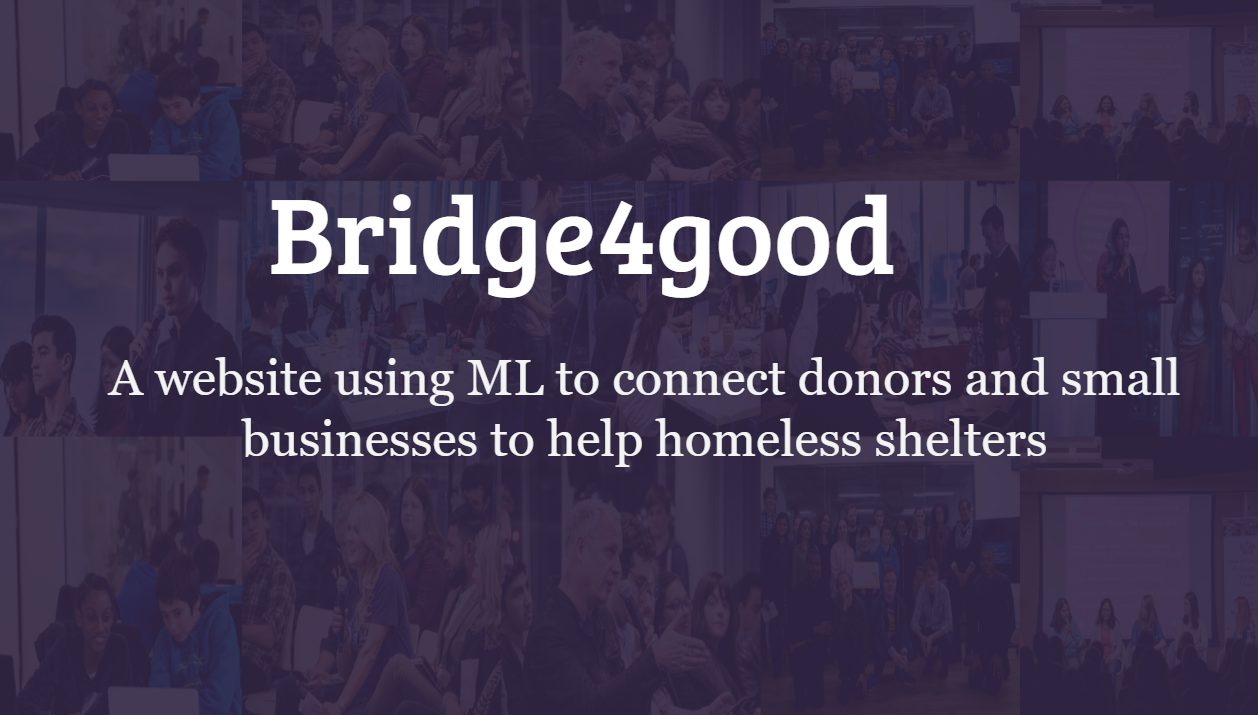 Bridge4good
A website using ML to connect donors and small
businesses to help homeless shelters